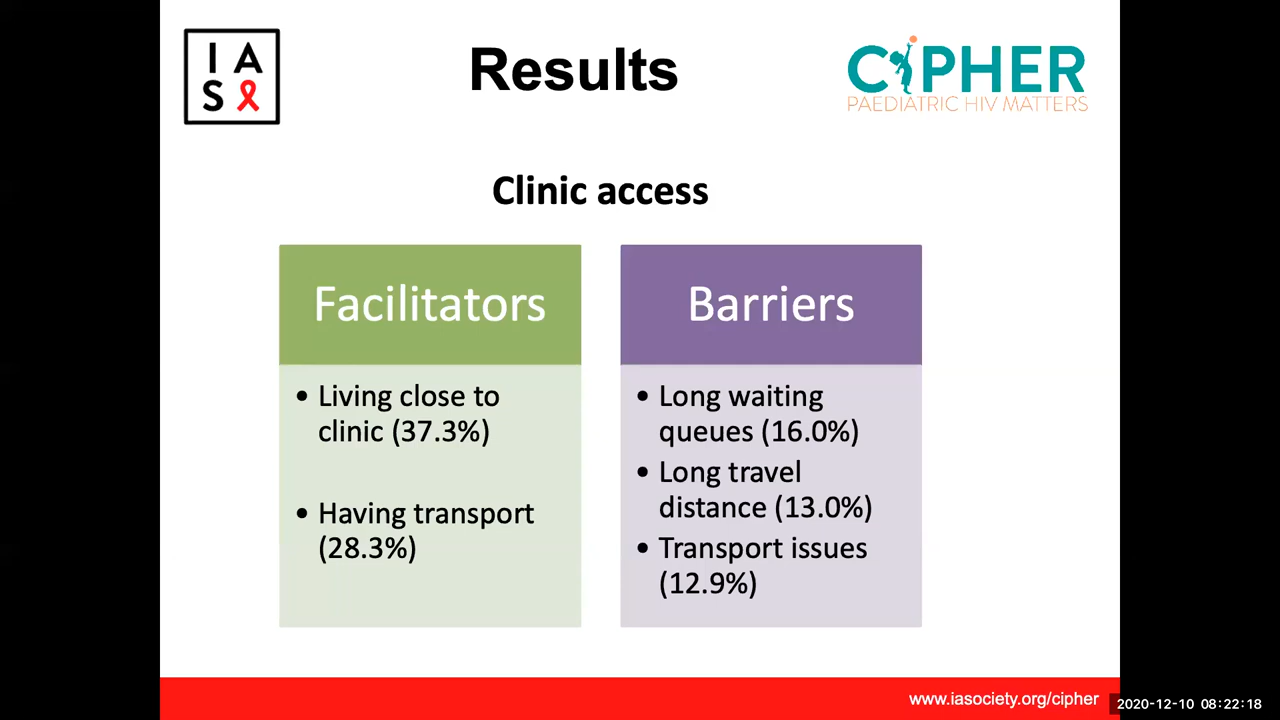 IAS
Results
CIPHER
PAEDIATRIC HIV MATTERS
Clinic access
Facilitators
• Living close to
clinic (37.3%)
• Having transport
(28.3%)
Barriers
• Long waiting
queues (16.0%)
• Long travel
distance (13.0%)
• Transport issues
(12.9%)
www.iasociety.org/cipher
2020-12-10 08:22:18